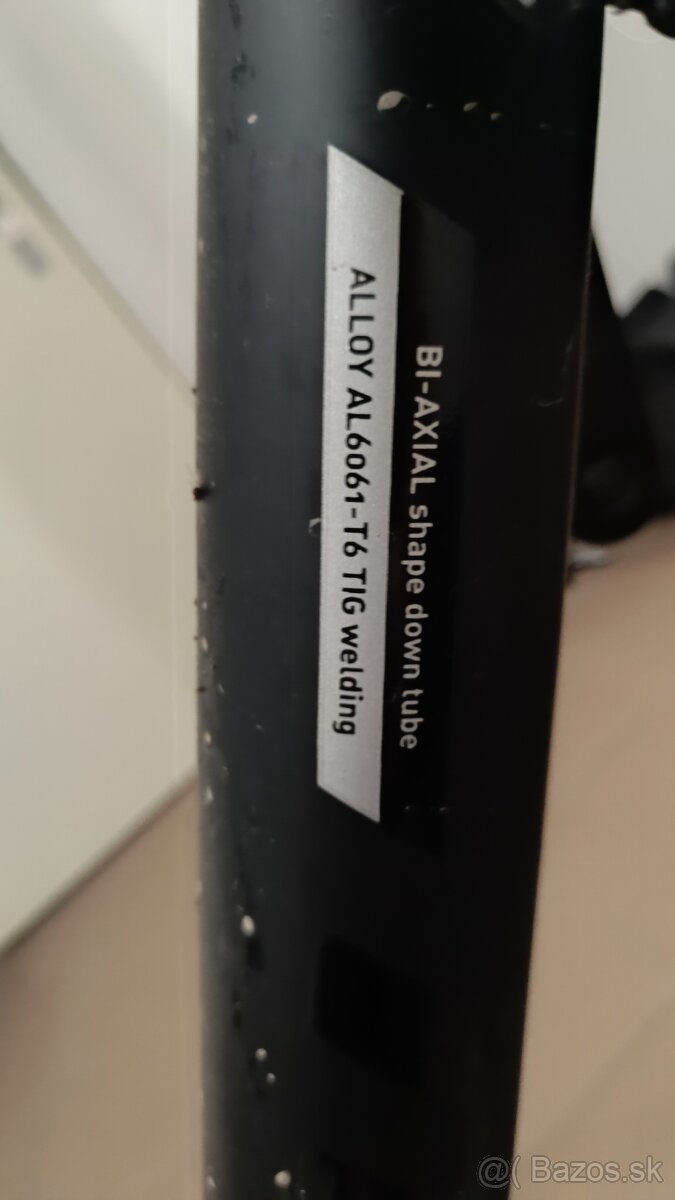 BI-AXIAL shape down tube
ALLOY AL6061-T6 TIG welding
@( Bazos.sk